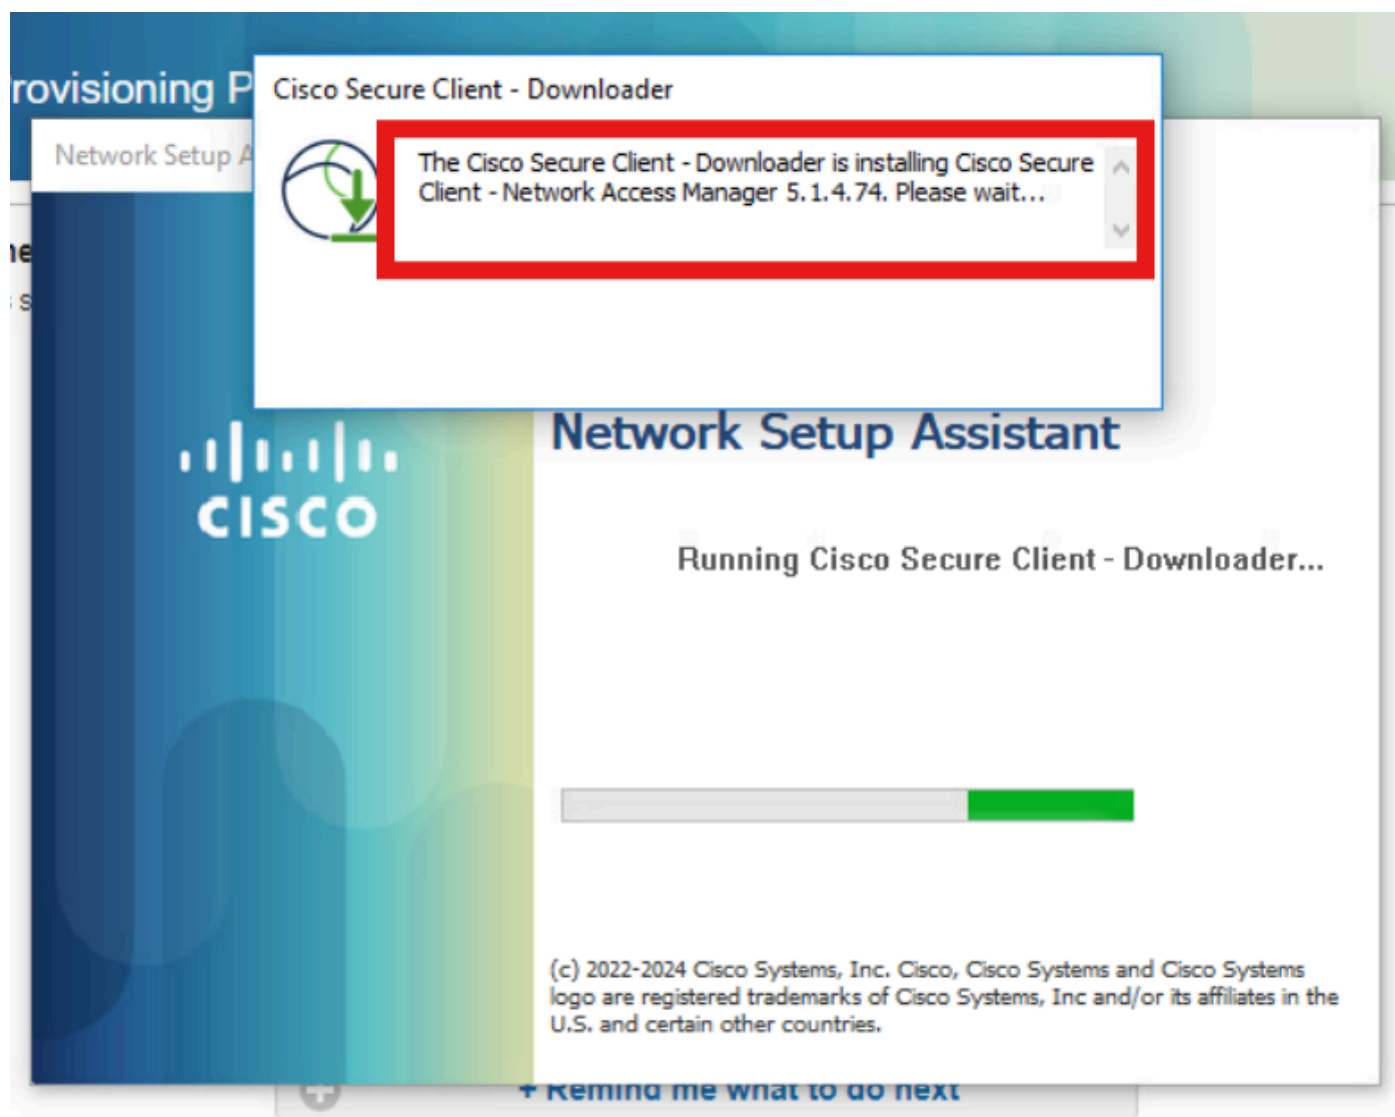 rovisioning P
Cisco Secure Client - Downloader
Network Setup A
The Cisco Secure Client - Downloader is installing Cisco Secure
Client - Network Access Manager 5.1.4.74. Please wait...
s
CISCO
Network Setup Assistant
Running Cisco Secure Client - Downloader...
(c) 2022-2024 Cisco Systems, Inc. Cisco, Cisco Systems and Cisco Systems
logo are registered trademarks of Cisco Systems, Inc and/or its affiliates in the
U.S. and certain other countries.
+ Remind me what to do next